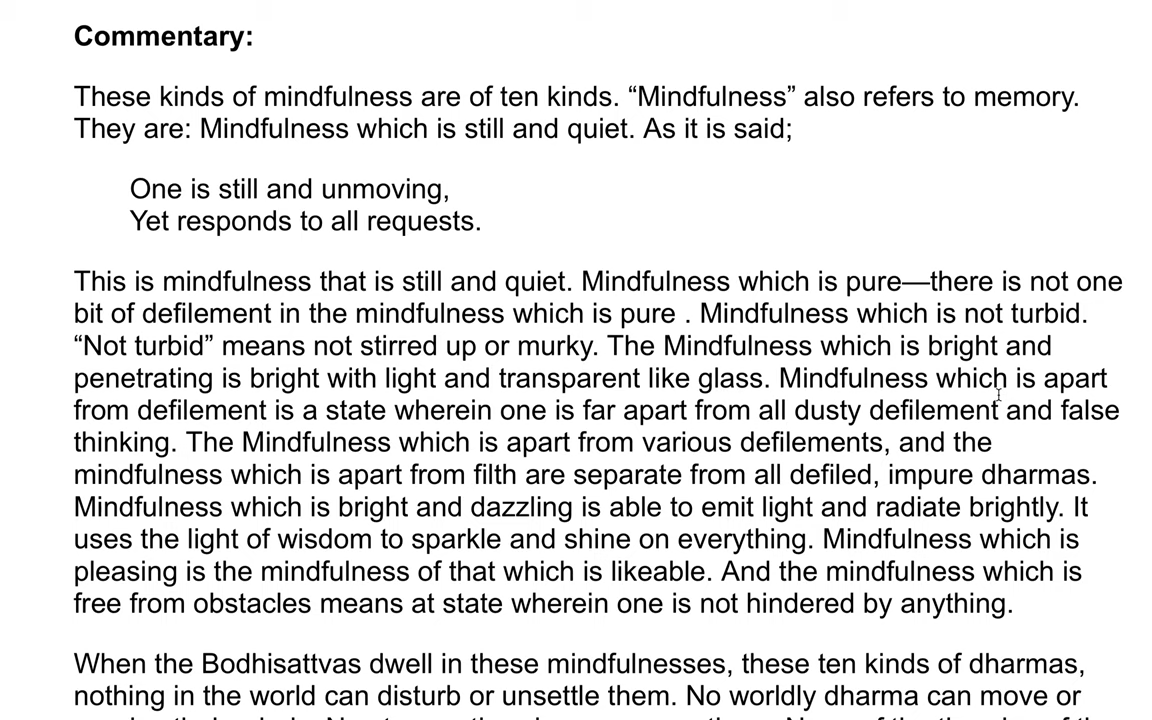 Commentary:
These kinds of mindfulness are of ten kinds. “Mindfulness” also refers to memory.
They are: Mindfulness which is still and quiet. As it is said;
One is still and unmoving,
Yet responds to all requests.
This is mindfulness that is still and quiet. Mindfulness which is pure—there is not one
bit of defilement in the mindfulness which is pure . Mindfulness which is not turbid.
“Not turbid” means not stirred up or murky. The Mindfulness which is bright and
penetrating is bright with light and transparent like glass. Mindfulness which is apart
from defilement is a state wherein one is far apart from all dusty defilement and false
thinking. The Mindfulness which is apart from various defilements, and the
mindfulness which is apart from filth are separate from all defiled, impure dharmas.
Mindfulness which is bright and dazzling is able to emit light and radiate brightly. It
uses the light of wisdom to sparkle and shine on everything. Mindfulness which is
pleasing is the mindfulness of that which is likeable. And the mindfulness which is
free from obstacles means at state wherein one is not hindered by anything.
When the Bodhisattvas dwell in these mindfulnesses, these ten kinds of dharmas,
nothing in the world can disturb or unsettle them. No worldly dharma can move or